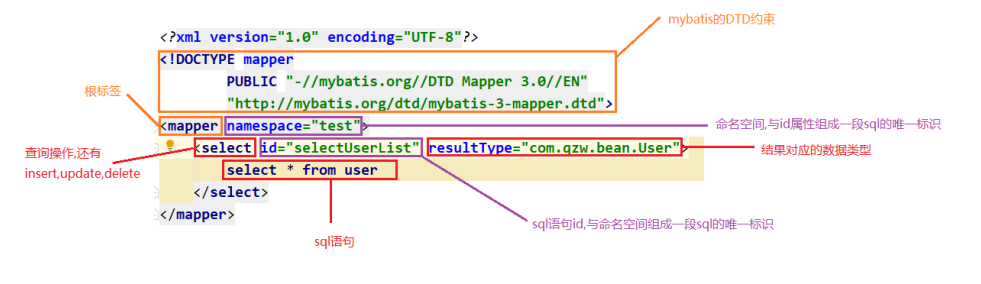 mybatis的DTD约束
<?xml version="1.0" encoding="UTF-8"?>
<!DOCTYPE mapper
PUBLIC "-//mybatis.org//DTD Mapper 3.0//EN"
"http://mybatis.org/dtd/mybatis-3-mapper.dtd">
根标签
<mapper namespace="test">
命名空间,与id属性组成一段sql的唯一标识
<select id="selectUserList" resultType="com.qzw.bean.User">
结果对应的数据类型
查询操作,还有
insert,update,delete
select * from user
</select>
</mapper>
sql语句id,与命名空间组成一段sql的唯一标识
sql语句